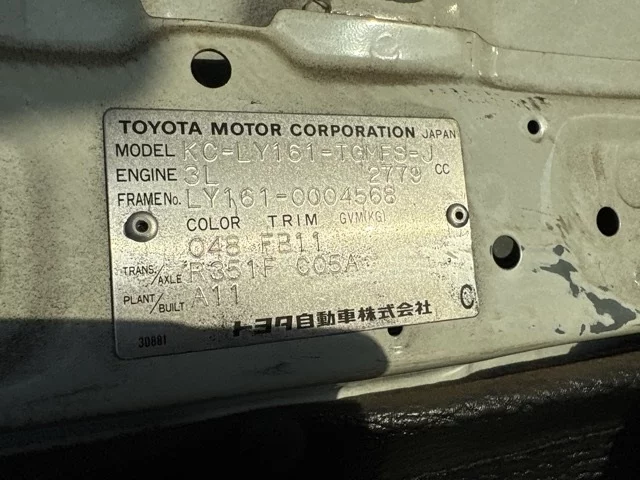 TOYOTA MOTOR CORPORATION JAPAN
MODEL KC-LY161-TGMFS-J
ENGINE 3L 2779 CC
FRAME No. LY161-0004568
COLOR TRIM GVM(KG)
048 FB11
TRANS./AXLE R351F G05A
PLANT/BUILT A11
トヨタ自動車株式会社 C
30881